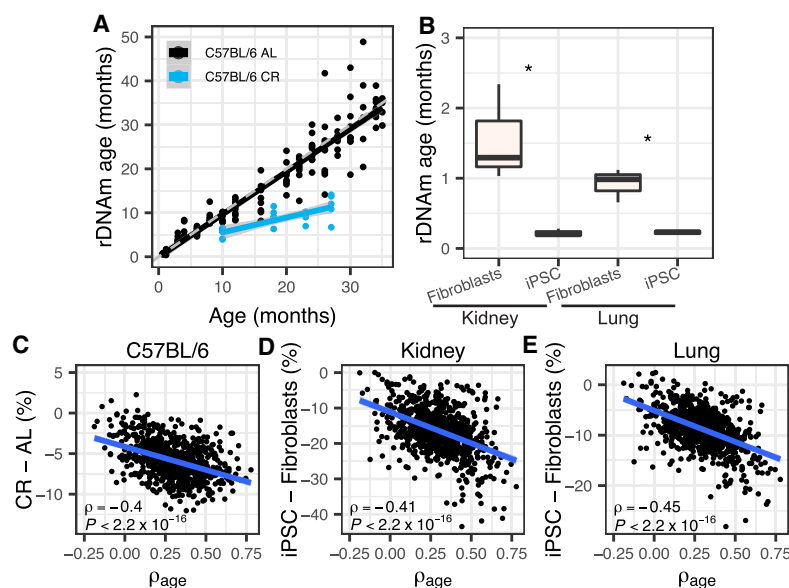 A
rDNAm age (months)
50
40
30
20
10
0
C57BL/6 AL
C57BL/6 CR
0
10
20
30
Age (months)
B
rDNAm age (months)
3
2
1
0
*
*
Fibroblasts
iPSC
Fibroblasts
iPSC
Kidney
Lung
C
C57BL/6
CR − AL (%)
5
0
−5
−10
ρ = −0.4
P < 2.2 x 10⁻¹⁶
−0.25
0.00
0.25
0.50
0.75
ρage
D
Kidney
iPSC − Fibroblasts (%)
0
−10
−20
−30
−40
ρ = −0.41
P < 2.2 x 10⁻¹⁶
−0.25
0.00
0.25
0.50
0.75
ρage
E
Lung
iPSC − Fibroblasts (%)
0
−10
−20
ρ = −0.45
P < 2.2 x 10⁻¹⁶
−0.25
0.00
0.25
0.50
0.75
ρage